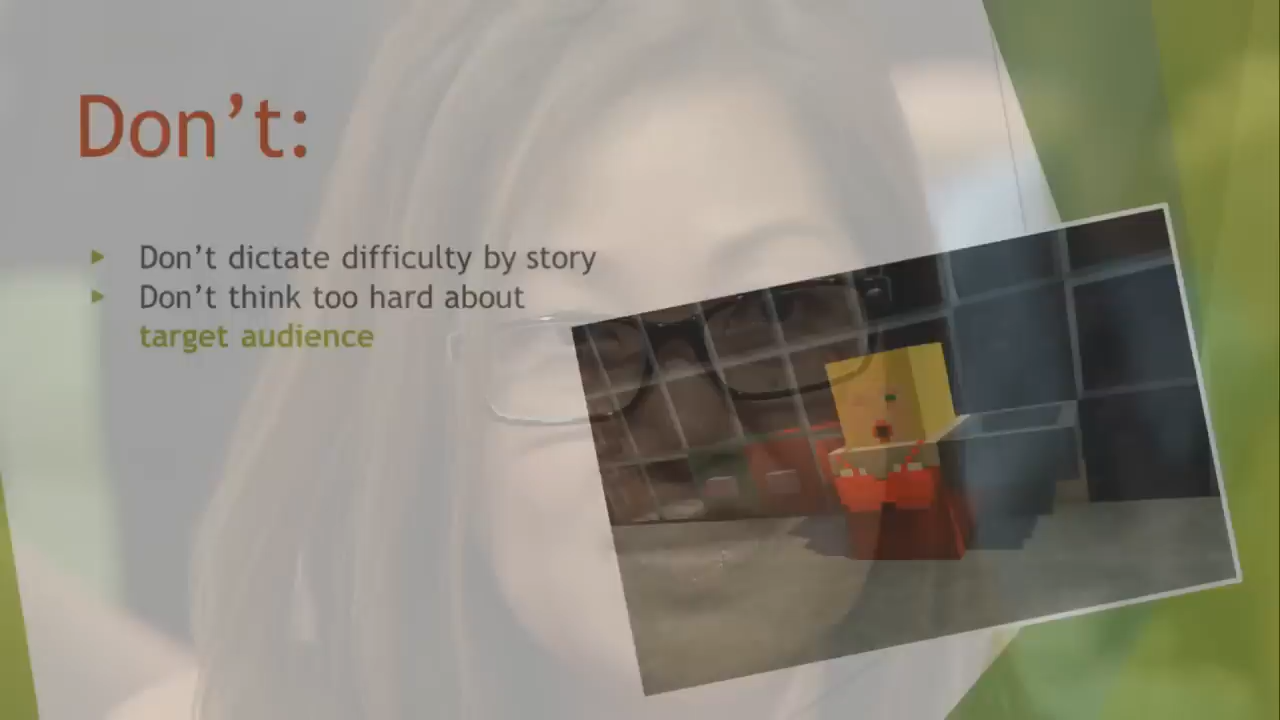 Don’t:
Don’t dictate difficulty by story
Don’t think too hard about
target audience